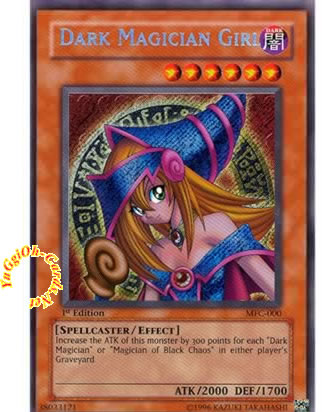 DARK MAGICIAN GIRL
DARK
闇
1st Edition
MFC-000
[SPELLCASTER/EFFECT]
Increase the ATK of this monster by 300 points for each "Dark
Magician" or "Magician of Black Chaos" in either player's
Graveyard.
ATK/2000 DEF/1700
38033121
©1996 KAZUKI TAKAHASHI